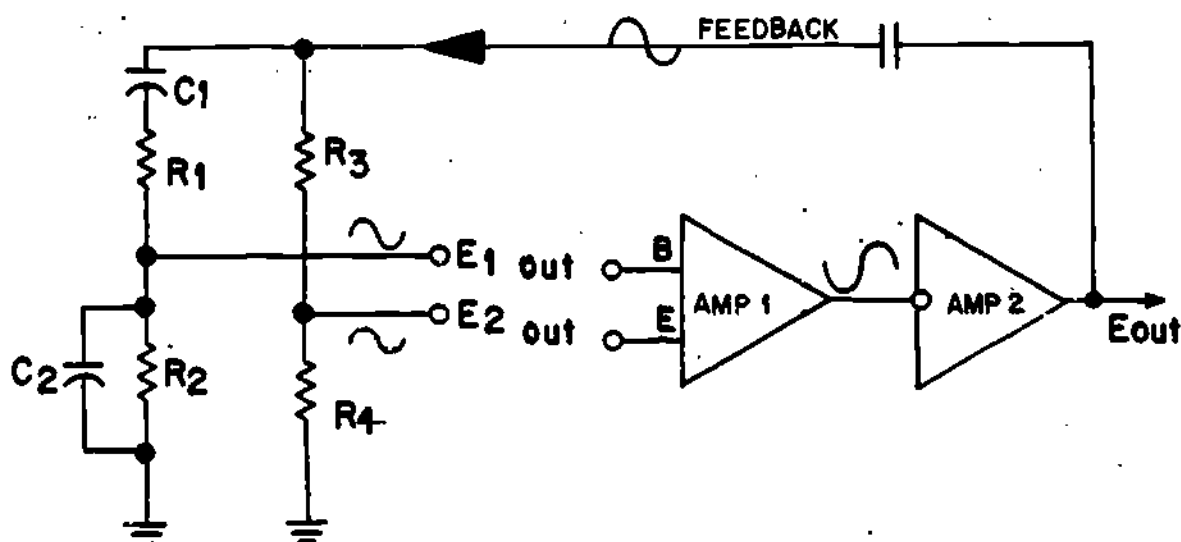 FEEDBACK
C1
R1
R3
E1 out
B
AMP 1
AMP 2
E2 out
E
Eout
C2
R2
R4